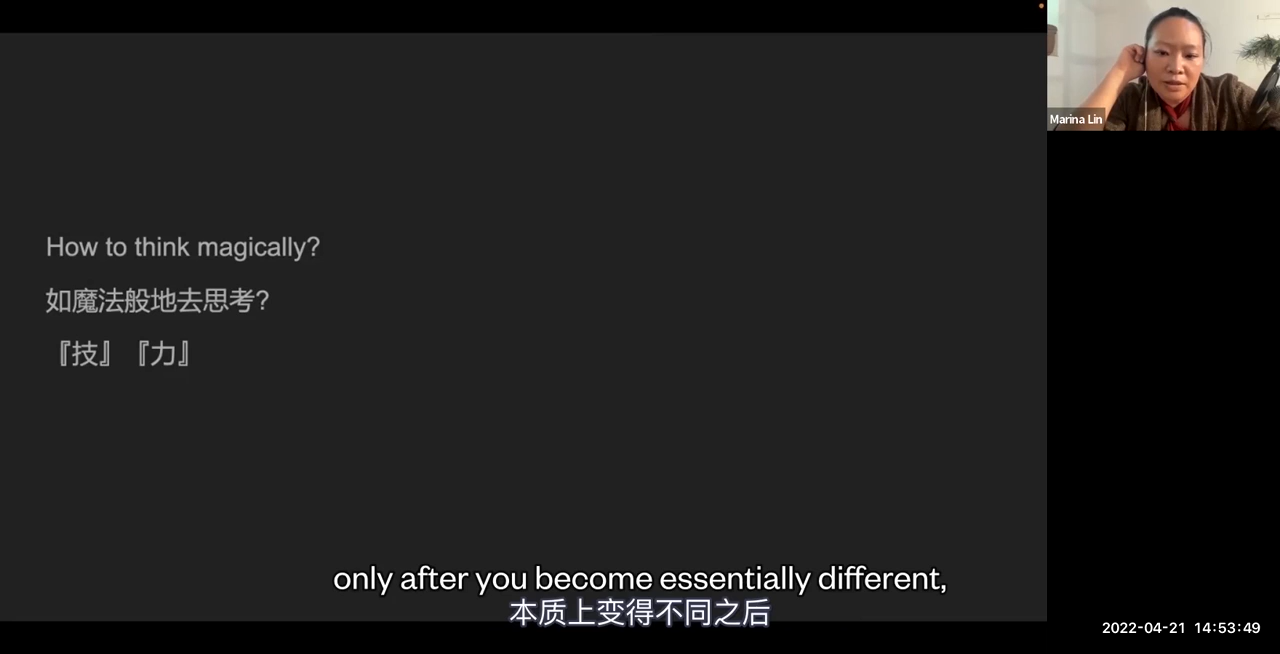 Marina Lin
How to think magically?
如魔法般地去思考?
『技』『力』
only after you become essentially different,
本质上变得不同之后
2022-04-21 14:53:49